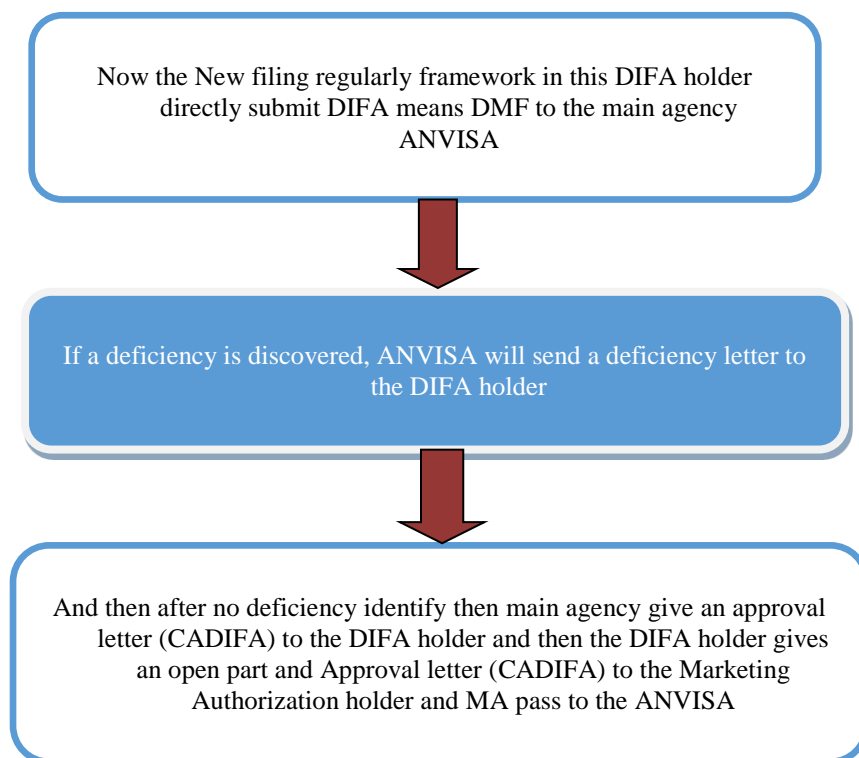 Now the New filing regularly framework in this DIFA holder
directly submit DIFA means DMF to the main agency
ANVISA
If a deficiency is discovered, ANVISA will send a deficiency letter to
the DIFA holder
And then after no deficiency identify then main agency give an approval
letter (CADIFA) to the DIFA holder and then the DIFA holder gives
an open part and Approval letter (CADIFA) to the Marketing
Authorization holder and MA pass to the ANVISA